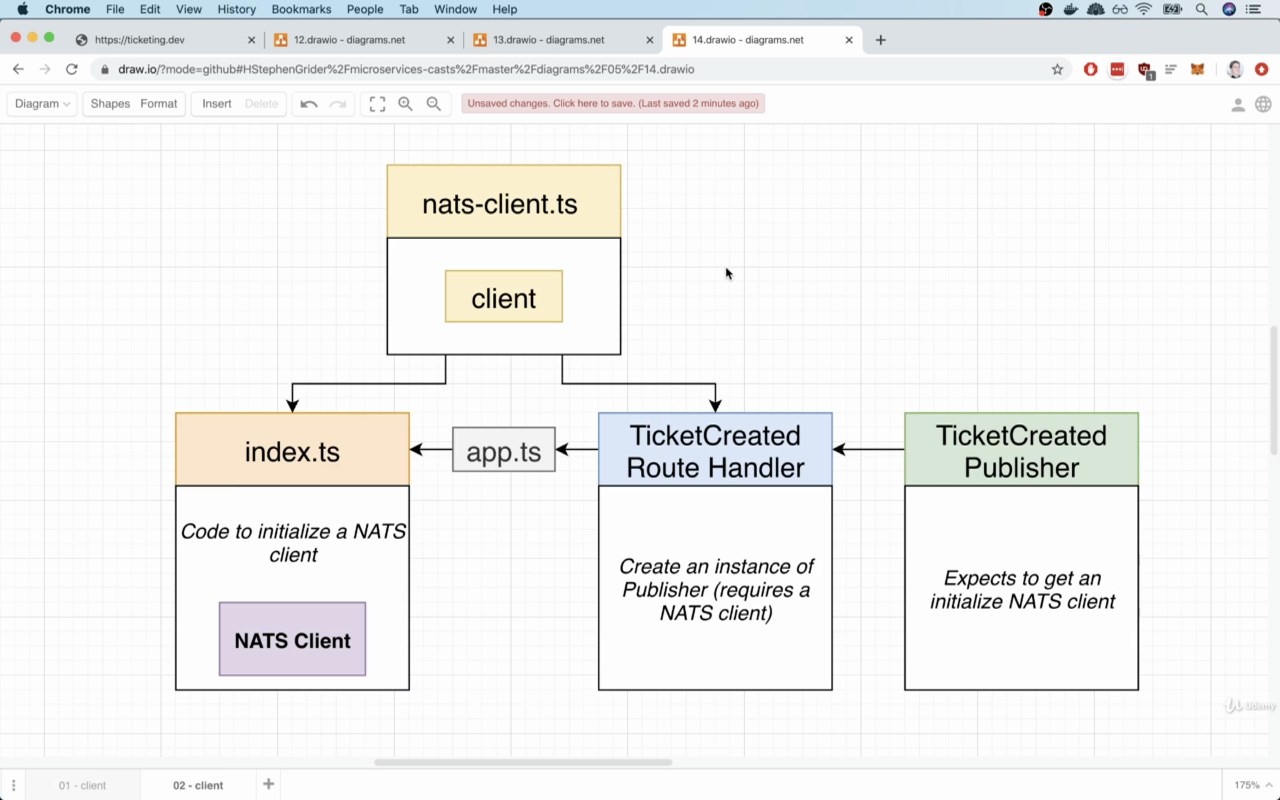 Chrome File Edit View History Bookmarks People Tab Window Help
https://ticketing.dev
12.drawio - diagrams.net
13.drawio - diagrams.net
14.drawio - diagrams.net
draw.io/?mode=github#HStephenGrider%2Fmicroservices-casts%2Fmaster%2Fdiagrams%2F05%2F14.drawio
1
Diagram Shapes Format Insert Delete Unsaved changes. Click here to save. (Last saved 2 minutes ago)
nats-client.ts
client
index.ts
app.ts
TicketCreated
Route Handler
TicketCreated
Publisher
Code to initialize a NATS
client
NATS Client
Create an instance of
Publisher (requires a
NATS client)
Expects to get an
initialize NATS client
Udemy
01 - client
02 - client
175%